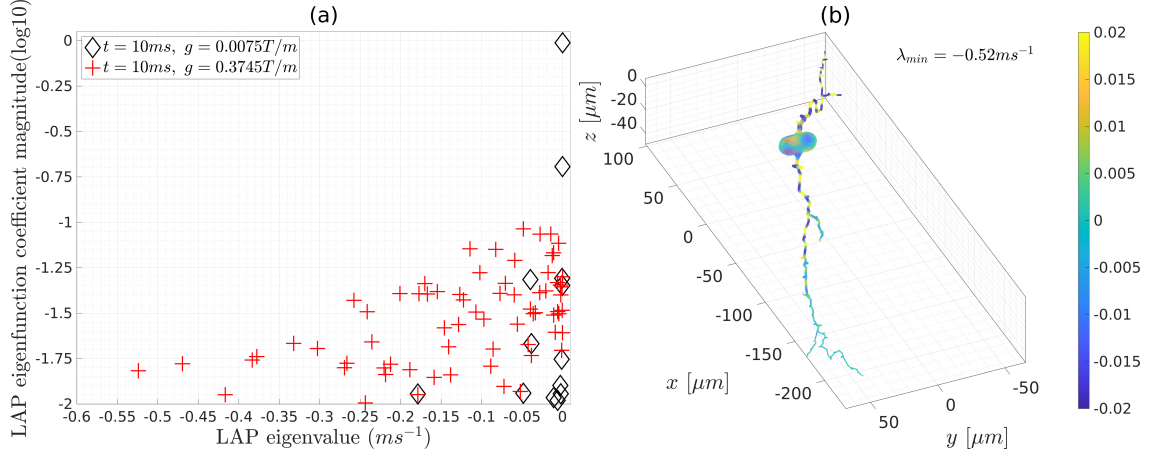 (a)
LAP eigenfunction coefficient magnitude(log10)
0
-0.25
-0.5
-0.75
-1
-1.25
-1.5
-1.75
-2
t = 10ms, g = 0.0075T/m
t = 10ms, g = 0.3745T/m
-0.6 -0.55 -0.5 -0.45 -0.4 -0.35 -0.3 -0.25 -0.2 -0.15 -0.1 -0.05 0
LAP eigenvalue (ms⁻¹)
(b)
λmin = −0.52ms⁻¹
z [μm]
0
-20
-40
100
50
0
-50
-100
-150
-200
x [μm]
50 0 -50
y [μm]
0.02
0.015
0.01
0.005
0
-0.005
-0.01
-0.015
-0.02